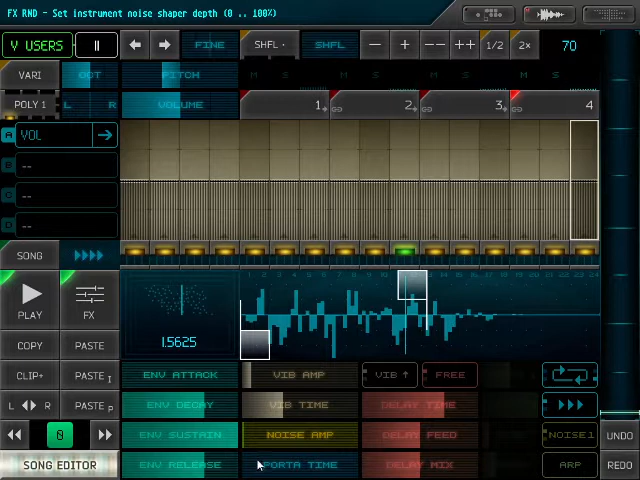 FX RND - Set instrument noise shaper depth (0 .. 100%)
V USERS
FINE
SHFL ·
SHFL
1/2
2×
70
VARI
OCT
PITCH
M S M S M S M S
POLY 1
L R
VOLUME
1
2
3
4
A VOL
B --
C --
D --
SONG
PLAY
FX
1.5625
COPY
PASTE
ENV ATTACK
VIB AMP
VIB ↑
FREE
CLIP+
PASTE I
ENV DECAY
VIB TIME
DELAY TIME
L R
PASTE p
ENV SUSTAIN
NOISE AMP
DELAY FEED
NOISE1
UNDO
0
SONG EDITOR
ENV RELEASE
PORTA TIME
DELAY MIX
ARP
REDO